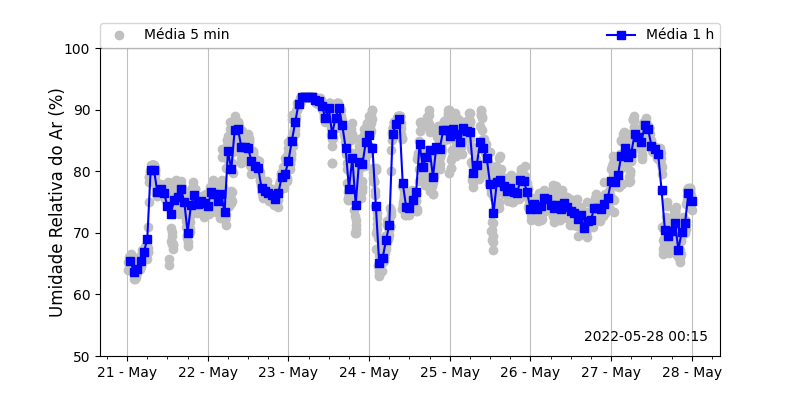 Média 5 min Média 1 h
Umidade Relativa do Ar (%)
100
90
80
70
60
50
2022-05-28 00:15
21 - May 22 - May 23 - May 24 - May 25 - May 26 - May 27 - May 28 - May